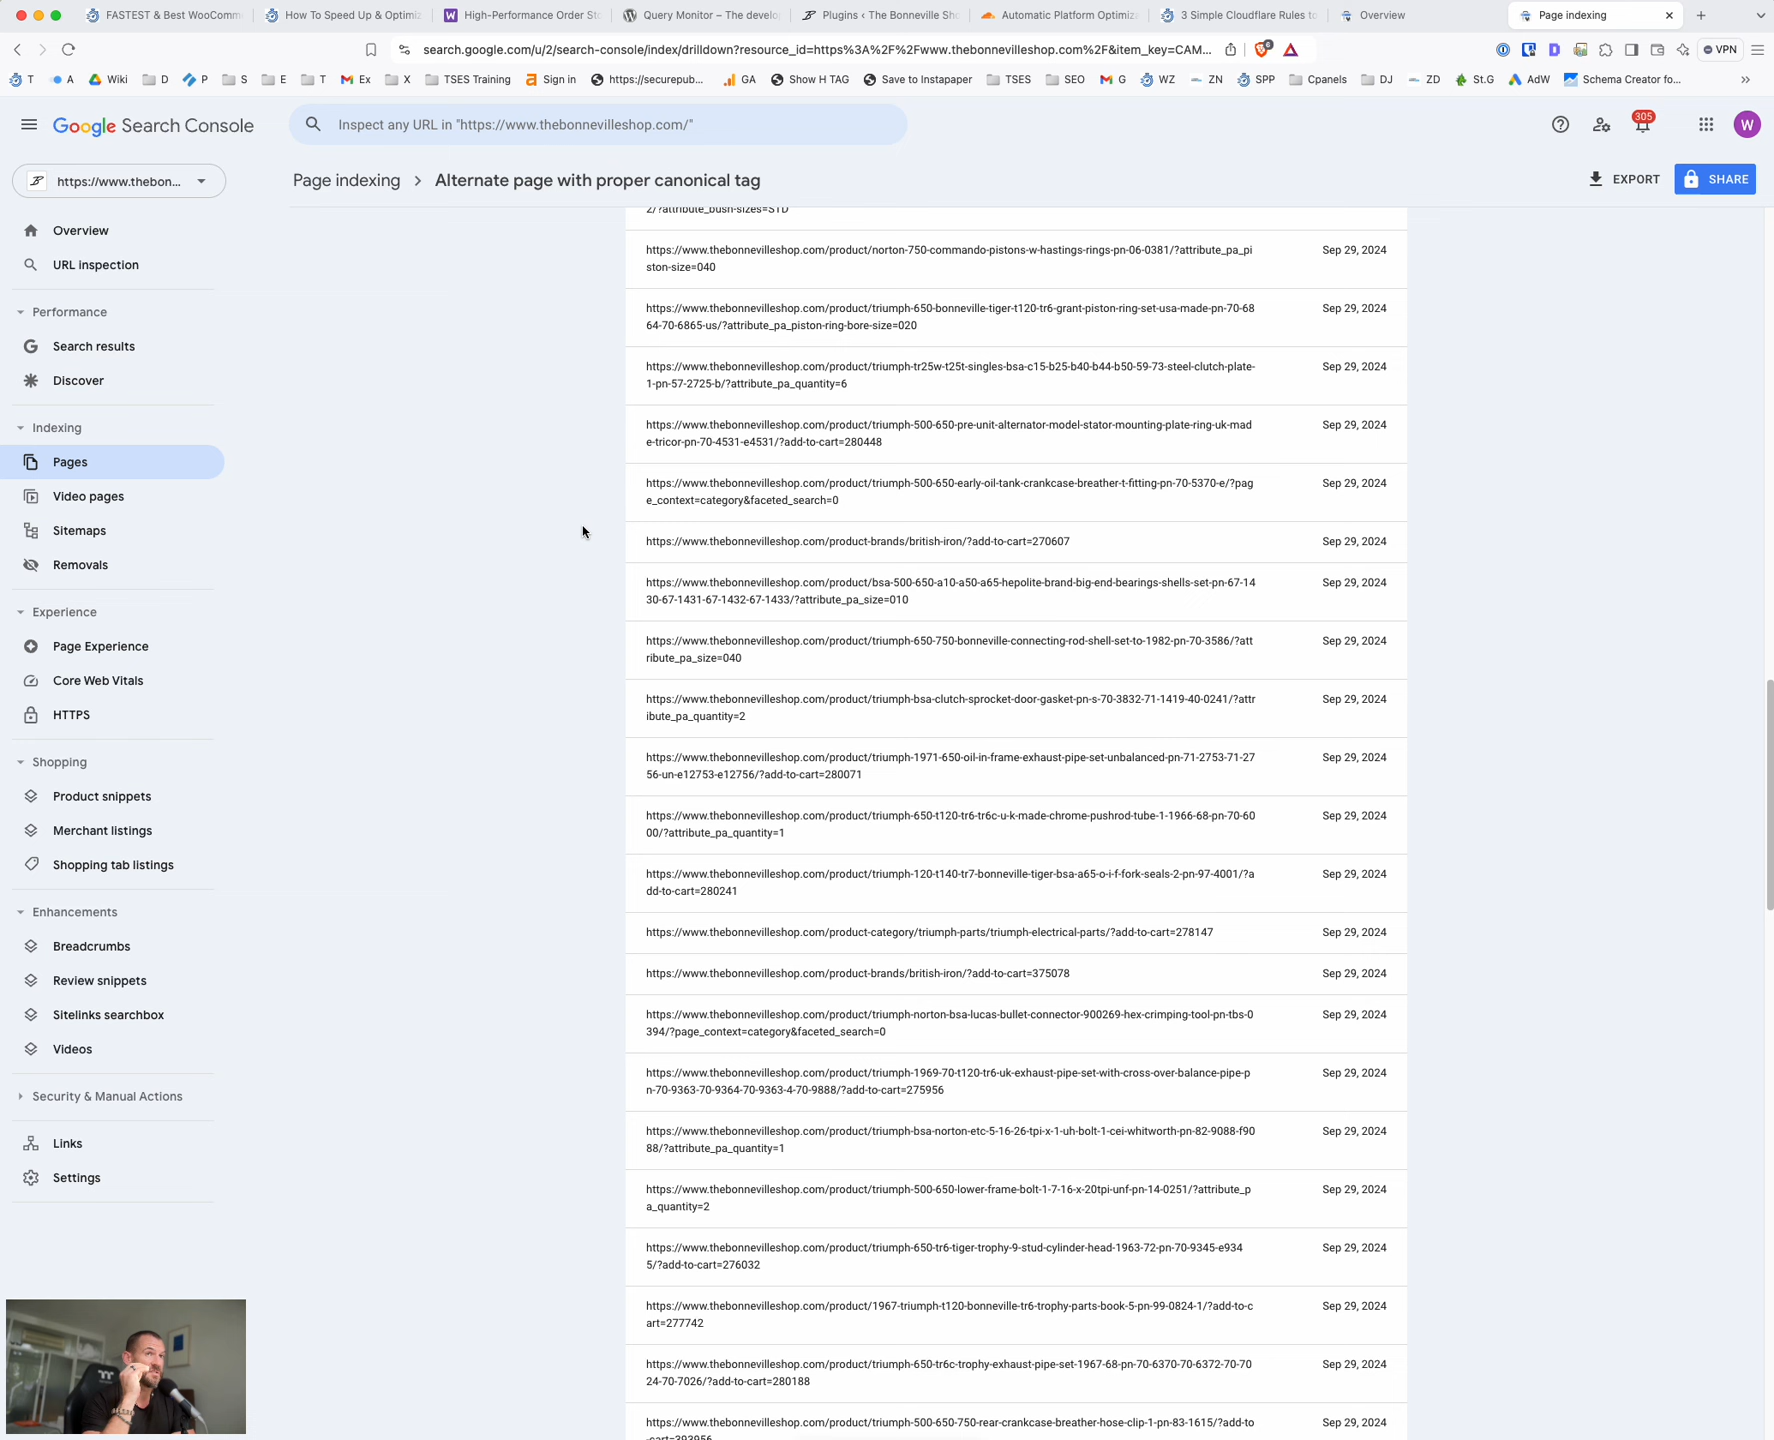 FASTEST & Best WooComm
How To Speed Up & Optimiz
High-Performance Order Sto
Query Monitor – The develo
Plugins ‹ The Bonneville Sh
Automatic Platform Optimiz
3 Simple Cloudflare Rules to
Overview
Page indexing
search.google.com/u/2/search-console/index/drilldown?resource_id=https%3A%2F%2Fwww.thebonnevilleshop.com%2F&item_key=CAM...
6
VPN
T
A
Wiki
D
P
S
E
T
Ex
X
TSES Training
Sign in
https://securepub...
GA
Show H TAG
Save to Instapaper
TSES
SEO
G
WZ
ZN
SPP
Cpanels
DJ
ZD
St.G
AdW
Schema Creator fo...
Google Search Console
Inspect any URL in "https://www.thebonnevilleshop.com/"
305
W
https://www.thebon...
Page indexing
Alternate page with proper canonical tag
EXPORT
SHARE
Overview
URL inspection
Performance
Search results
Discover
Indexing
Pages
Video pages
Sitemaps
Removals
Experience
Page Experience
Core Web Vitals
HTTPS
Shopping
Product snippets
Merchant listings
Shopping tab listings
Enhancements
Breadcrumbs
Review snippets
Sitelinks searchbox
Videos
Security & Manual Actions
Links
Settings
2/?attribute_bush-sizes=STD
https://www.thebonnevilleshop.com/product/norton-750-commando-pistons-w-hastings-rings-pn-06-0381/?attribute_pa_pi
ston-size=040
Sep 29, 2024
https://www.thebonnevilleshop.com/product/triumph-650-bonneville-tiger-t120-tr6-grant-piston-ring-set-usa-made-pn-70-68
64-70-6865-us/?attribute_pa_piston-ring-bore-size=020
Sep 29, 2024
https://www.thebonnevilleshop.com/product/triumph-tr25w-t25t-singles-bsa-c15-b25-b40-b44-b50-59-73-steel-clutch-plate-
1-pn-57-2725-b/?attribute_pa_quantity=6
Sep 29, 2024
https://www.thebonnevilleshop.com/product/triumph-500-650-pre-unit-alternator-model-stator-mounting-plate-ring-uk-mad
e-tricor-pn-70-4531-e4531/?add-to-cart=280448
Sep 29, 2024
https://www.thebonnevilleshop.com/product/triumph-500-650-early-oil-tank-crankcase-breather-t-fitting-pn-70-5370-e/?pag
e_context=category&faceted_search=0
Sep 29, 2024
https://www.thebonnevilleshop.com/product-brands/british-iron/?add-to-cart=270607
Sep 29, 2024
https://www.thebonnevilleshop.com/product/bsa-500-650-a10-a50-a65-hepolite-brand-big-end-bearings-shells-set-pn-67-14
30-67-1431-67-1432-67-1433/?attribute_pa_size=010
Sep 29, 2024
https://www.thebonnevilleshop.com/product/triumph-650-750-bonneville-connecting-rod-shell-set-to-1982-pn-70-3586/?att
ribute_pa_size=040
Sep 29, 2024
https://www.thebonnevilleshop.com/product/triumph-bsa-clutch-sprocket-door-gasket-pn-s-70-3832-71-1419-40-0241/?attr
ibute_pa_quantity=2
Sep 29, 2024
https://www.thebonnevilleshop.com/product/triumph-1971-650-oil-in-frame-exhaust-pipe-set-unbalanced-pn-71-2753-71-27
56-un-e12753-e12756/?add-to-cart=280071
Sep 29, 2024
https://www.thebonnevilleshop.com/product/triumph-650-t120-tr6-tr6c-u-k-made-chrome-pushrod-tube-1-1966-68-pn-70-60
00/?attribute_pa_quantity=1
Sep 29, 2024
https://www.thebonnevilleshop.com/product/triumph-120-t140-tr7-bonneville-tiger-bsa-a65-o-i-f-fork-seals-2-pn-97-4001/?a
dd-to-cart=280241
Sep 29, 2024
https://www.thebonnevilleshop.com/product-category/triumph-parts/triumph-electrical-parts/?add-to-cart=278147
Sep 29, 2024
https://www.thebonnevilleshop.com/product-brands/british-iron/?add-to-cart=375078
Sep 29, 2024
https://www.thebonnevilleshop.com/product/triumph-norton-bsa-lucas-bullet-connector-900269-hex-crimping-tool-pn-tbs-0
394/?page_context=category&faceted_search=0
Sep 29, 2024
https://www.thebonnevilleshop.com/product/triumph-1969-70-t120-tr6-uk-exhaust-pipe-set-with-cross-over-balance-pipe-p
n-70-9363-70-9364-70-9363-4-70-9888/?add-to-cart=275956
Sep 29, 2024
https://www.thebonnevilleshop.com/product/triumph-bsa-norton-etc-5-16-26-tpi-x-1-uh-bolt-1-cei-whitworth-pn-82-9088-f90
88/?attribute_pa_quantity=1
Sep 29, 2024
https://www.thebonnevilleshop.com/product/triumph-500-650-lower-frame-bolt-1-7-16-x-20tpi-unf-pn-14-0251/?attribute_p
a_quantity=2
Sep 29, 2024
https://www.thebonnevilleshop.com/product/triumph-650-tr6-tiger-trophy-9-stud-cylinder-head-1963-72-pn-70-9345-e934
5/?add-to-cart=276032
Sep 29, 2024
https://www.thebonnevilleshop.com/product/1967-triumph-t120-bonneville-tr6-trophy-parts-book-5-pn-99-0824-1/?add-to-c
art=277742
Sep 29, 2024
https://www.thebonnevilleshop.com/product/triumph-650-tr6c-trophy-exhaust-pipe-set-1967-68-pn-70-6370-70-6372-70-70
24-70-7026/?add-to-cart=280188
Sep 29, 2024
https://www.thebonnevilleshop.com/product/triumph-500-650-750-rear-crankcase-breather-hose-clip-1-pn-83-1615/?add-to
-cart=393956
Sep 29, 2024